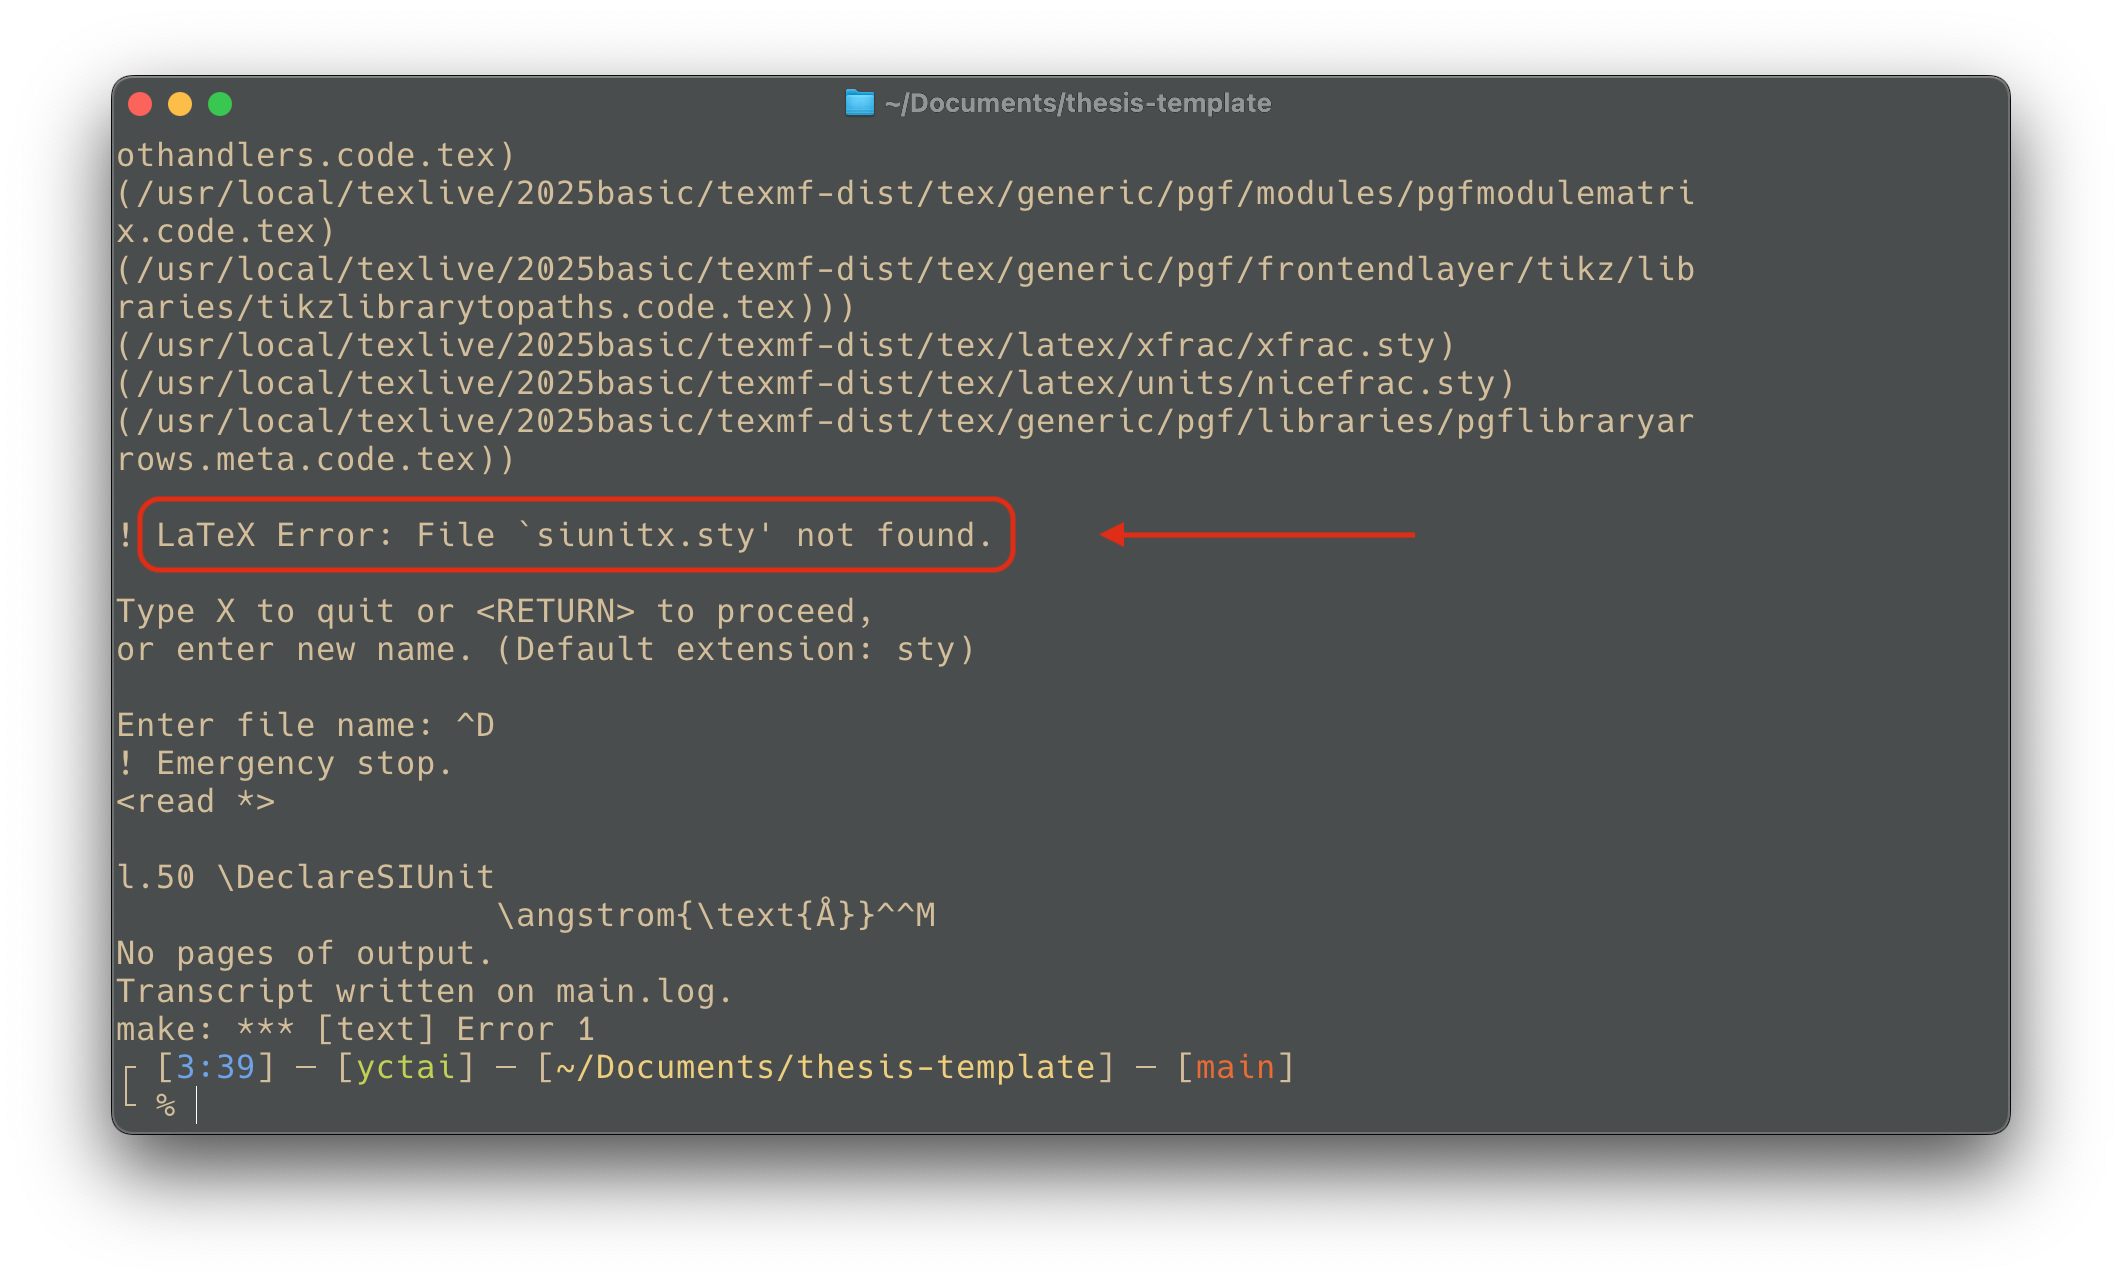 ~/Documents/thesis-template
othandlers.code.tex)
(/usr/local/texlive/2025basic/texmf-dist/tex/generic/pgf/modules/pgfmodulematri
x.code.tex)
(/usr/local/texlive/2025basic/texmf-dist/tex/generic/pgf/frontendlayer/tikz/lib
raries/tikzlibrarytopaths.code.tex)))
(/usr/local/texlive/2025basic/texmf-dist/tex/latex/xfrac/xfrac.sty)
(/usr/local/texlive/2025basic/texmf-dist/tex/latex/units/nicefrac.sty)
(/usr/local/texlive/2025basic/texmf-dist/tex/generic/pgf/libraries/pgflibraryar
rows.meta.code.tex))
! LaTeX Error: File `siunitx.sty' not found.
Type X to quit or <RETURN> to proceed,
or enter new name. (Default extension: sty)
Enter file name: ^D
! Emergency stop.
<read *>
l.50 \DeclareSIUnit
\angstrom{\text{Å}}^^M
No pages of output.
Transcript written on main.log.
make: *** [text] Error 1
┌ [3:39] — [yctai] — [~/Documents/thesis-template] — [main]
└ %